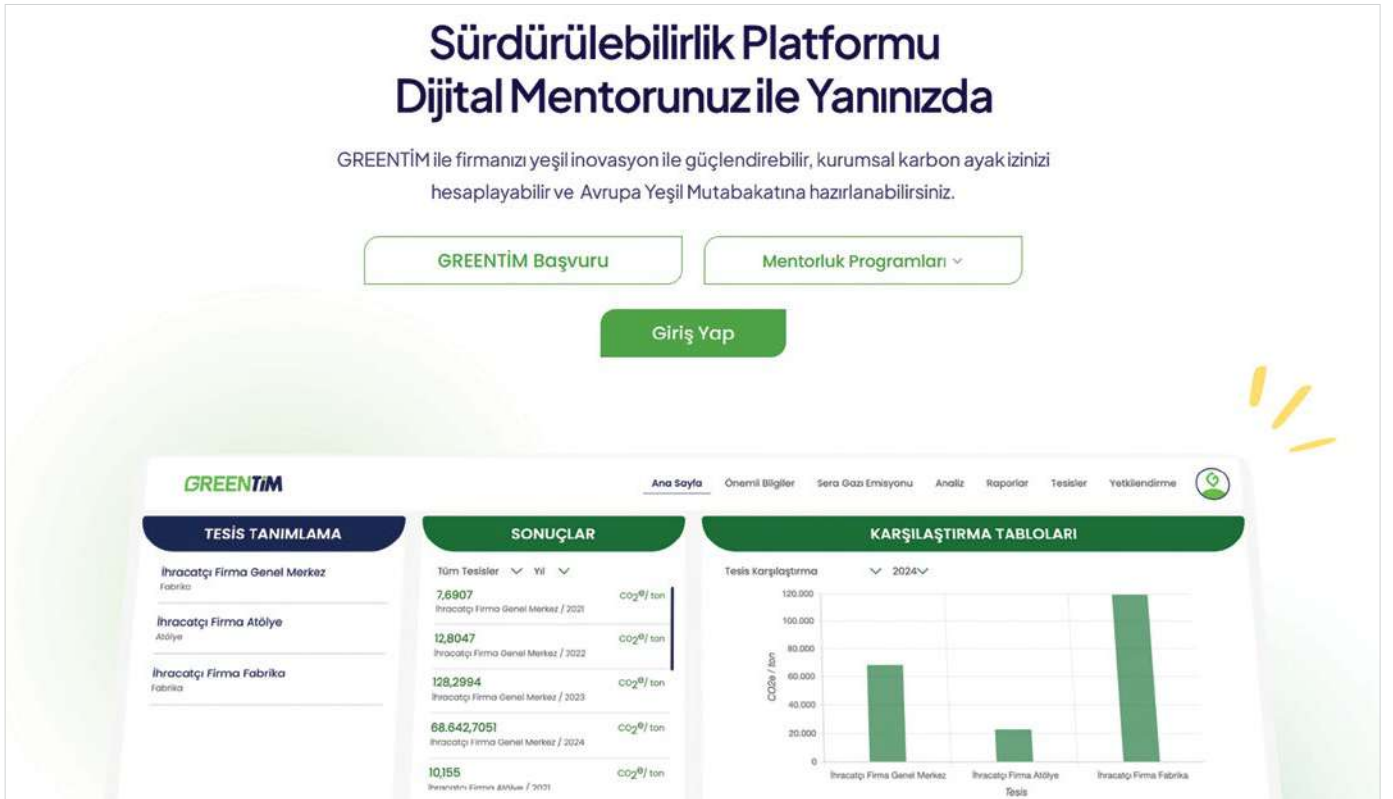 Sürdürülebilirlik Platformu
Dijital Mentorunuz ile Yanınızda
GREENTİM ile firmanızı yeşil inovasyon ile güçlendirebilir, kurumsal karbon ayak izinizi
hesaplayabilir ve Avrupa Yeşil Mutabakatına hazırlanabilirsiniz.
GREENTİM Başvuru
Mentorluk Programları
Giriş Yap
GREENTİM
Ana Sayfa
Önemli Bilgiler
Sera Gazı Emisyonu
Analiz
Raporlar
Tesisler
Yetkilendirme
TESİS TANIMLAMA
İhracatçı Firma Genel Merkez
Fabrika
İhracatçı Firma Atölye
Atölye
İhracatçı Firma Fabrika
Fabrika
SONUÇLAR
Tüm Tesisler Yıl
7,6907 CO2e/ ton
İhracatçı Firma Genel Merkez / 2021
12,8047 CO2e/ ton
İhracatçı Firma Genel Merkez / 2022
128,2994 CO2e/ ton
İhracatçı Firma Genel Merkez / 2023
68.642,7051 CO2e/ ton
İhracatçı Firma Genel Merkez / 2024
10,155 CO2e/ ton
İhracatçı Firma Atölye / 2021
KARŞILAŞTIRMA TABLOLARI
Tesis Karşılaştırma 2024
120.000
100.000
80.000
60.000
40.000
20.000
0
CO2e / ton
İhracatçı Firma Genel Merkez
İhracatçı Firma Atölye
İhracatçı Firma Fabrika
Tesis